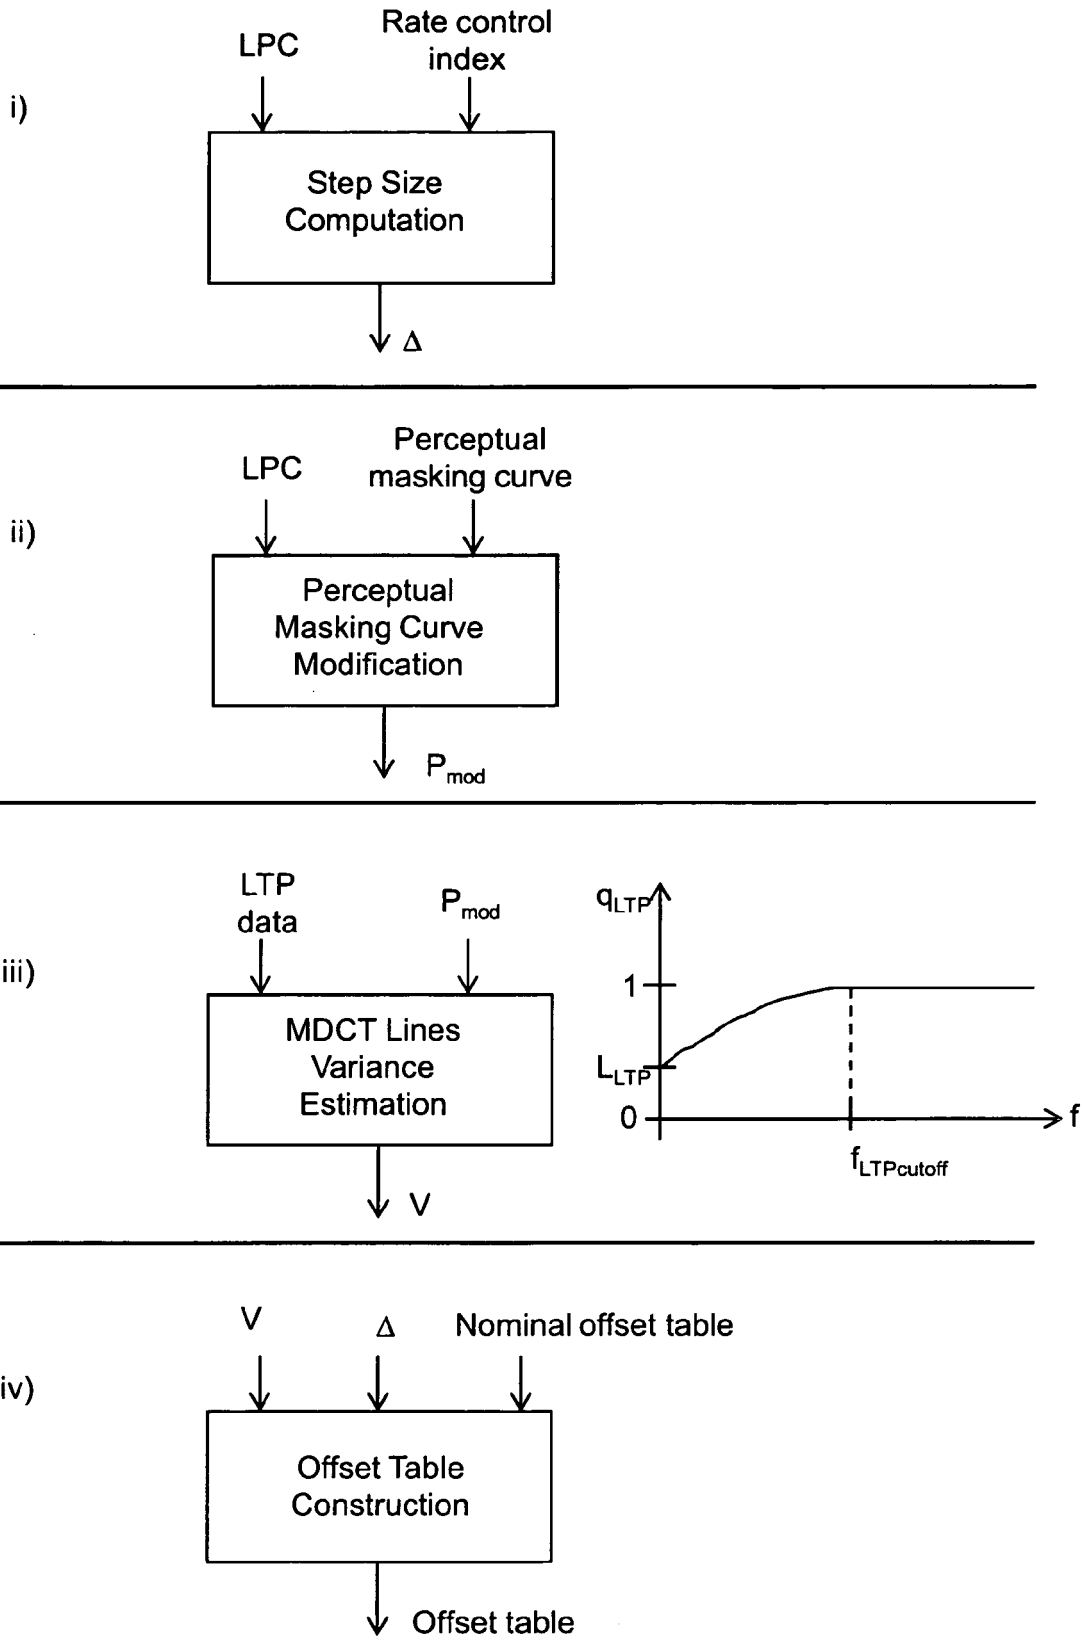 i)
LPC
Rate control
index
Step Size
Computation
Δ
ii)
LPC
Perceptual
masking curve
Perceptual
Masking Curve
Modification
Pmod
iii)
LTP
data
Pmod
MDCT Lines
Variance
Estimation
V
qLTP
1
LLTP
0
f
fLTPcutoff
iv)
V
Δ
Nominal offset table
Offset Table
Construction
Offset table